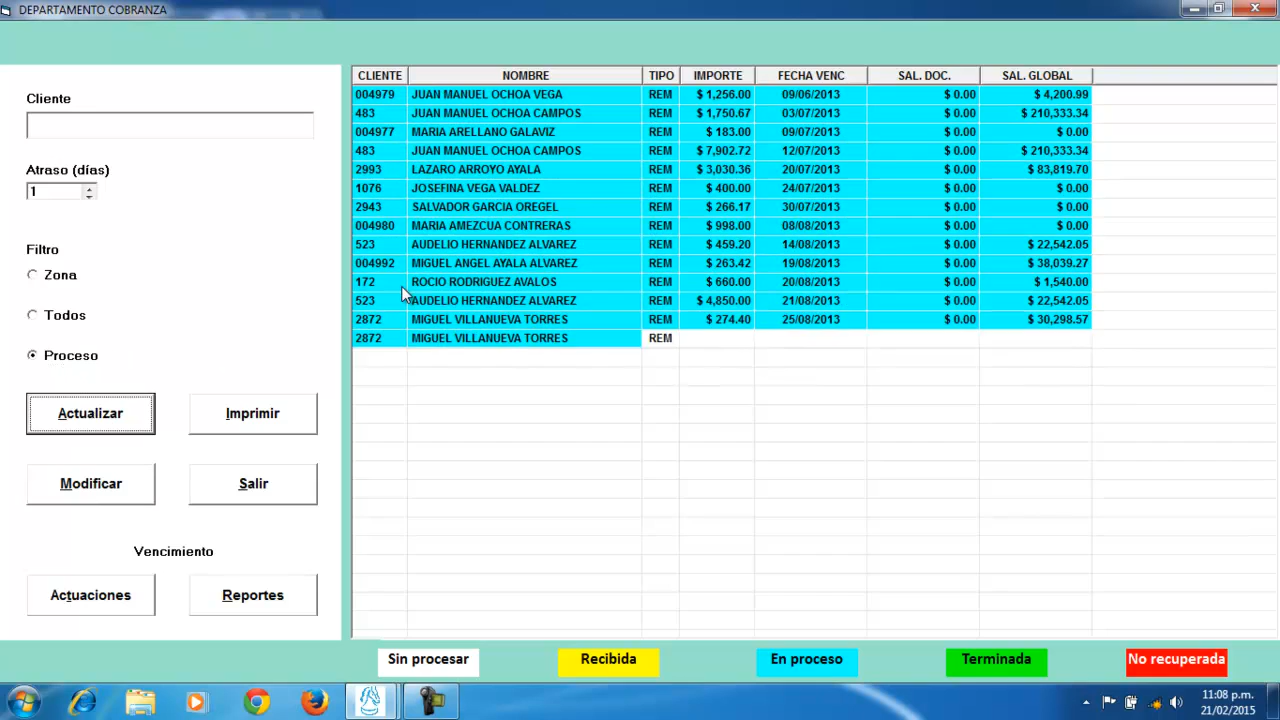 DEPARTAMENTO COBRANZA
Cliente
Atraso (días)
1
Filtro
Zona
Todos
Proceso
Actualizar Imprimir
Modificar Salir
Vencimiento
Actuaciones Reportes
CLIENTE NOMBRE TIPO IMPORTE FECHA VENC SAL. DOC. SAL. GLOBAL
004979 JUAN MANUEL OCHOA VEGA REM $ 1,256.00 09/06/2013 $ 0.00 $ 4,200.99
483 JUAN MANUEL OCHOA CAMPOS REM $ 1,750.67 03/07/2013 $ 0.00 $ 210,333.34
004977 MARIA ARELLANO GALAVIZ REM $ 183.00 09/07/2013 $ 0.00 $ 0.00
483 JUAN MANUEL OCHOA CAMPOS REM $ 7,902.72 12/07/2013 $ 0.00 $ 210,333.34
2993 LAZARO ARROYO AYALA REM $ 3,030.36 20/07/2013 $ 0.00 $ 83,819.70
1076 JOSEFINA VEGA VALDEZ REM $ 400.00 24/07/2013 $ 0.00 $ 0.00
2943 SALVADOR GARCIA OREGEL REM $ 266.17 30/07/2013 $ 0.00 $ 0.00
004980 MARIA AMEZCUA CONTRERAS REM $ 998.00 08/08/2013 $ 0.00 $ 0.00
523 AUDELIO HERNANDEZ ALVAREZ REM $ 459.20 14/08/2013 $ 0.00 $ 22,542.05
004992 MIGUEL ANGEL AYALA ALVAREZ REM $ 263.42 19/08/2013 $ 0.00 $ 38,039.27
172 ROCIO RODRIGUEZ AVALOS REM $ 660.00 20/08/2013 $ 0.00 $ 1,540.00
523 AUDELIO HERNANDEZ ALVAREZ REM $ 4,850.00 21/08/2013 $ 0.00 $ 22,542.05
2872 MIGUEL VILLANUEVA TORRES REM $ 274.40 25/08/2013 $ 0.00 $ 30,298.57
2872 MIGUEL VILLANUEVA TORRES REM
Sin procesar Recibida En proceso Terminada No recuperada
11:08 p.m.
21/02/2015